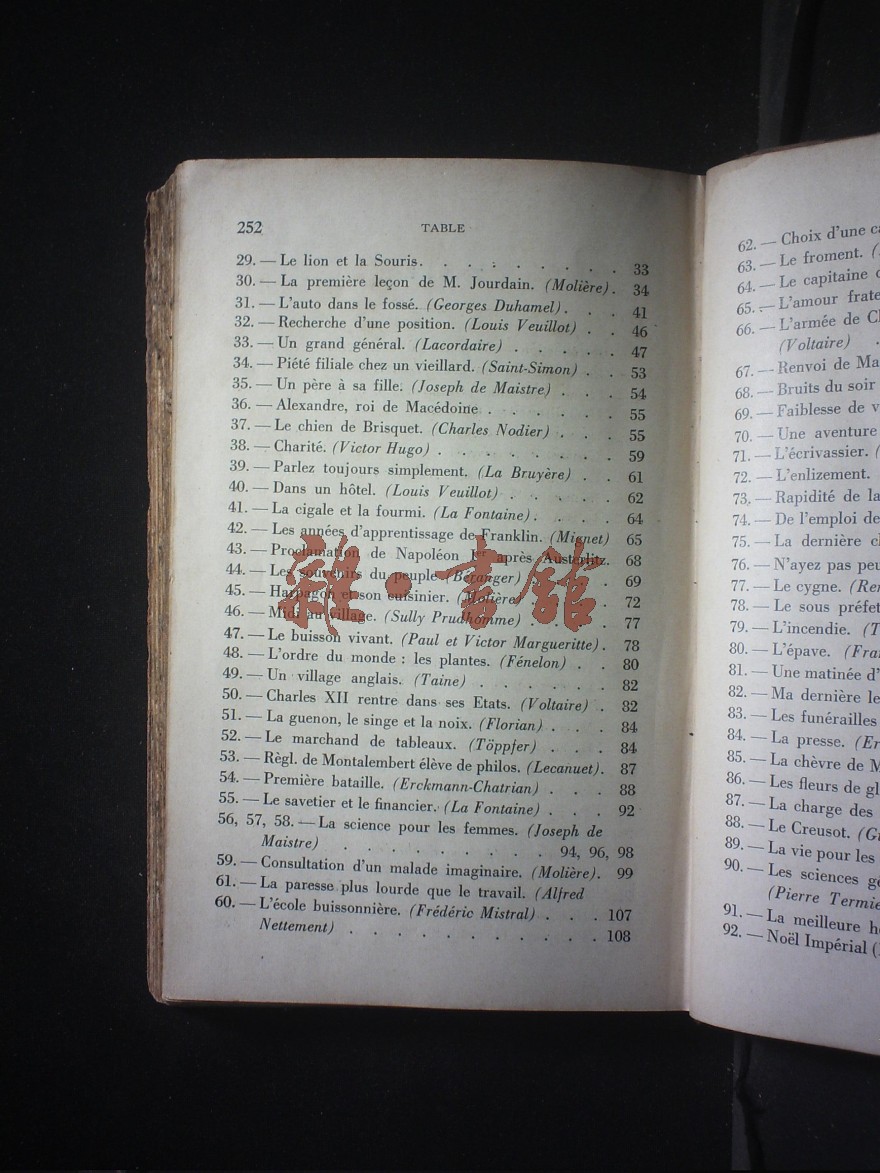 252 TABLE
29. — Le lion et la Souris. . . . . . . . . 33
30. — La première leçon de M. Jourdain. (Molière). 34
31. — L'auto dans le fossé. (Georges Duhamel). . . 41
32. — Recherche d'une position. (Louis Veuillot) . . 46
33. — Un grand général. (Lacordaire) . . . . . . 47
34. — Piété filiale chez un vieillard. (Saint-Simon) . . 53
35. — Un père à sa fille. (Joseph de Maistre) . . . 54
36. — Alexandre, roi de Macédoine . . . . . . . 55
37. — Le chien de Brisquet. (Charles Nodier) . . . 55
38. — Charité. (Victor Hugo) . . . . . . . . 59
39. — Parlez toujours simplement. (La Bruyère) . . 61
40. — Dans un hôtel. (Louis Veuillot) . . . . . 62
41. — La cigale et la fourmi. (La Fontaine). . . . 64
42. — Les années d'apprentissage de Franklin. (Mignet) 65
43. — Proclamation de Napoléon Ier après Austerlitz. 68
44. — Les souvenirs du peuple (Béranger) . . . . 69
45. — Harpagon et son cuisinier. (Molière) . . . . 72
46. — Midi au village. (Sully Prudhomme) . . . . 77
47. — Le buisson vivant. (Paul et Victor Margueritte). 78
48. — L'ordre du monde : les plantes. (Fénelon) . . 80
49. — Un village anglais. (Taine) . . . . . . . 82
50. — Charles XII rentre dans ses Etats. (Voltaire) . 82
51. — La guenon, le singe et la noix. (Florian) . . . 84
52. — Le marchand de tableaux. (Töppfer) . . . 84
53. — Règl. de Montalembert élève de philos. (Lecanuet). 87
54. — Première bataille. (Erckmann-Chatrian) . . . 88
55. — Le savetier et le financier. (La Fontaine) . . . 92
56, 57, 58. — La science pour les femmes. (Joseph de
Maistre) . . . . . . . . . . 94, 96, 98
59. — Consultation d'un malade imaginaire. (Molière). 99
61. — La paresse plus lourde que le travail. (Alfred
60. — L'école buissonnière. (Frédéric Mistral) . . . 107
Nettement) . . . . . . . . . . . 108
雜·書館
62. — Choix d'une
63. — Le froment. (
64. — Le capitaine
65. — L'amour
66. — L'armée de
(Voltaire) .
67. — Renvoi de
68. — Bruits du soir
69. — Faiblesse de
70. — Une aventure
71. — L'écrivassier. (
72. — L'enlizement.
73. — Rapidité de la
74. — De l'emploi de
75. — La dernière
76. — N'ayez pas
77. — Le cygne.
78. — Le sous préfet
79. — L'incendie.
80. — L'épave.
81. — Une matinée
82. — Ma dernière
83. — Les funérailles
84. — La presse.
85. — La chèvre de
86. — Les fleurs de
87. — La charge des
88. — Le Creusot.
89. — La vie pour les
90. — Les sciences
(Pierre
91. — La meilleure
92. — Noël Impérial (